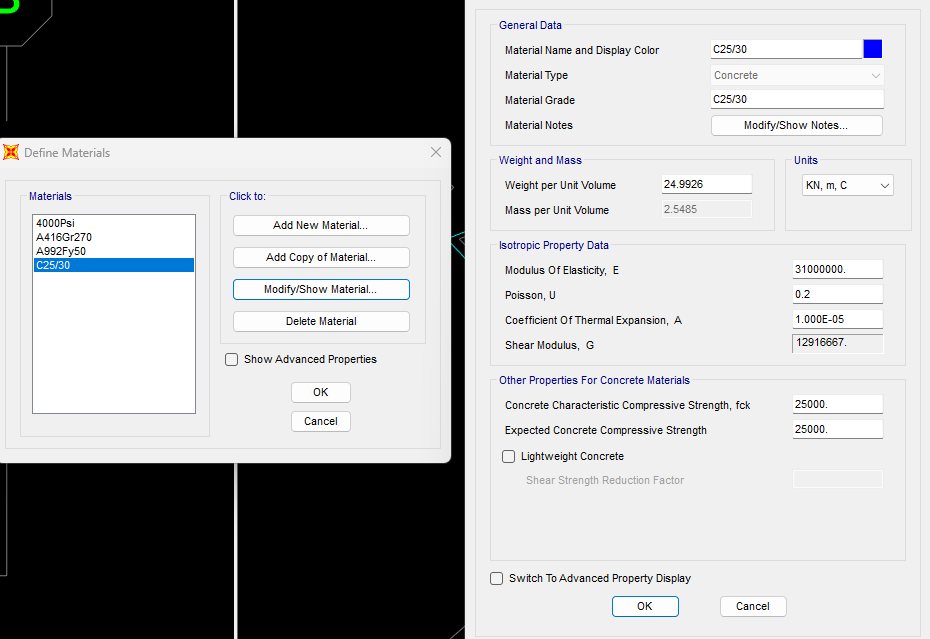 Define Materials
Materials
4000Psi
A416Gr270
A992Fy50
C25/30
Click to:
Add New Material...
Add Copy of Material...
Modify/Show Material...
Delete Material
Show Advanced Properties
OK
Cancel
General Data
Material Name and Display Color C25/30
Material Type Concrete
Material Grade C25/30
Material Notes Modify/Show Notes...
Weight and Mass
Weight per Unit Volume 24.9926
Mass per Unit Volume 2.5485
Units
KN, m, C
Isotropic Property Data
Modulus Of Elasticity, E 31000000.
Poisson, U 0.2
Coefficient Of Thermal Expansion, A 1.000E-05
Shear Modulus, G 12916667.
Other Properties For Concrete Materials
Concrete Characteristic Compressive Strength, fck 25000.
Expected Concrete Compressive Strength 25000.
Lightweight Concrete
Shear Strength Reduction Factor
Switch To Advanced Property Display
OK Cancel